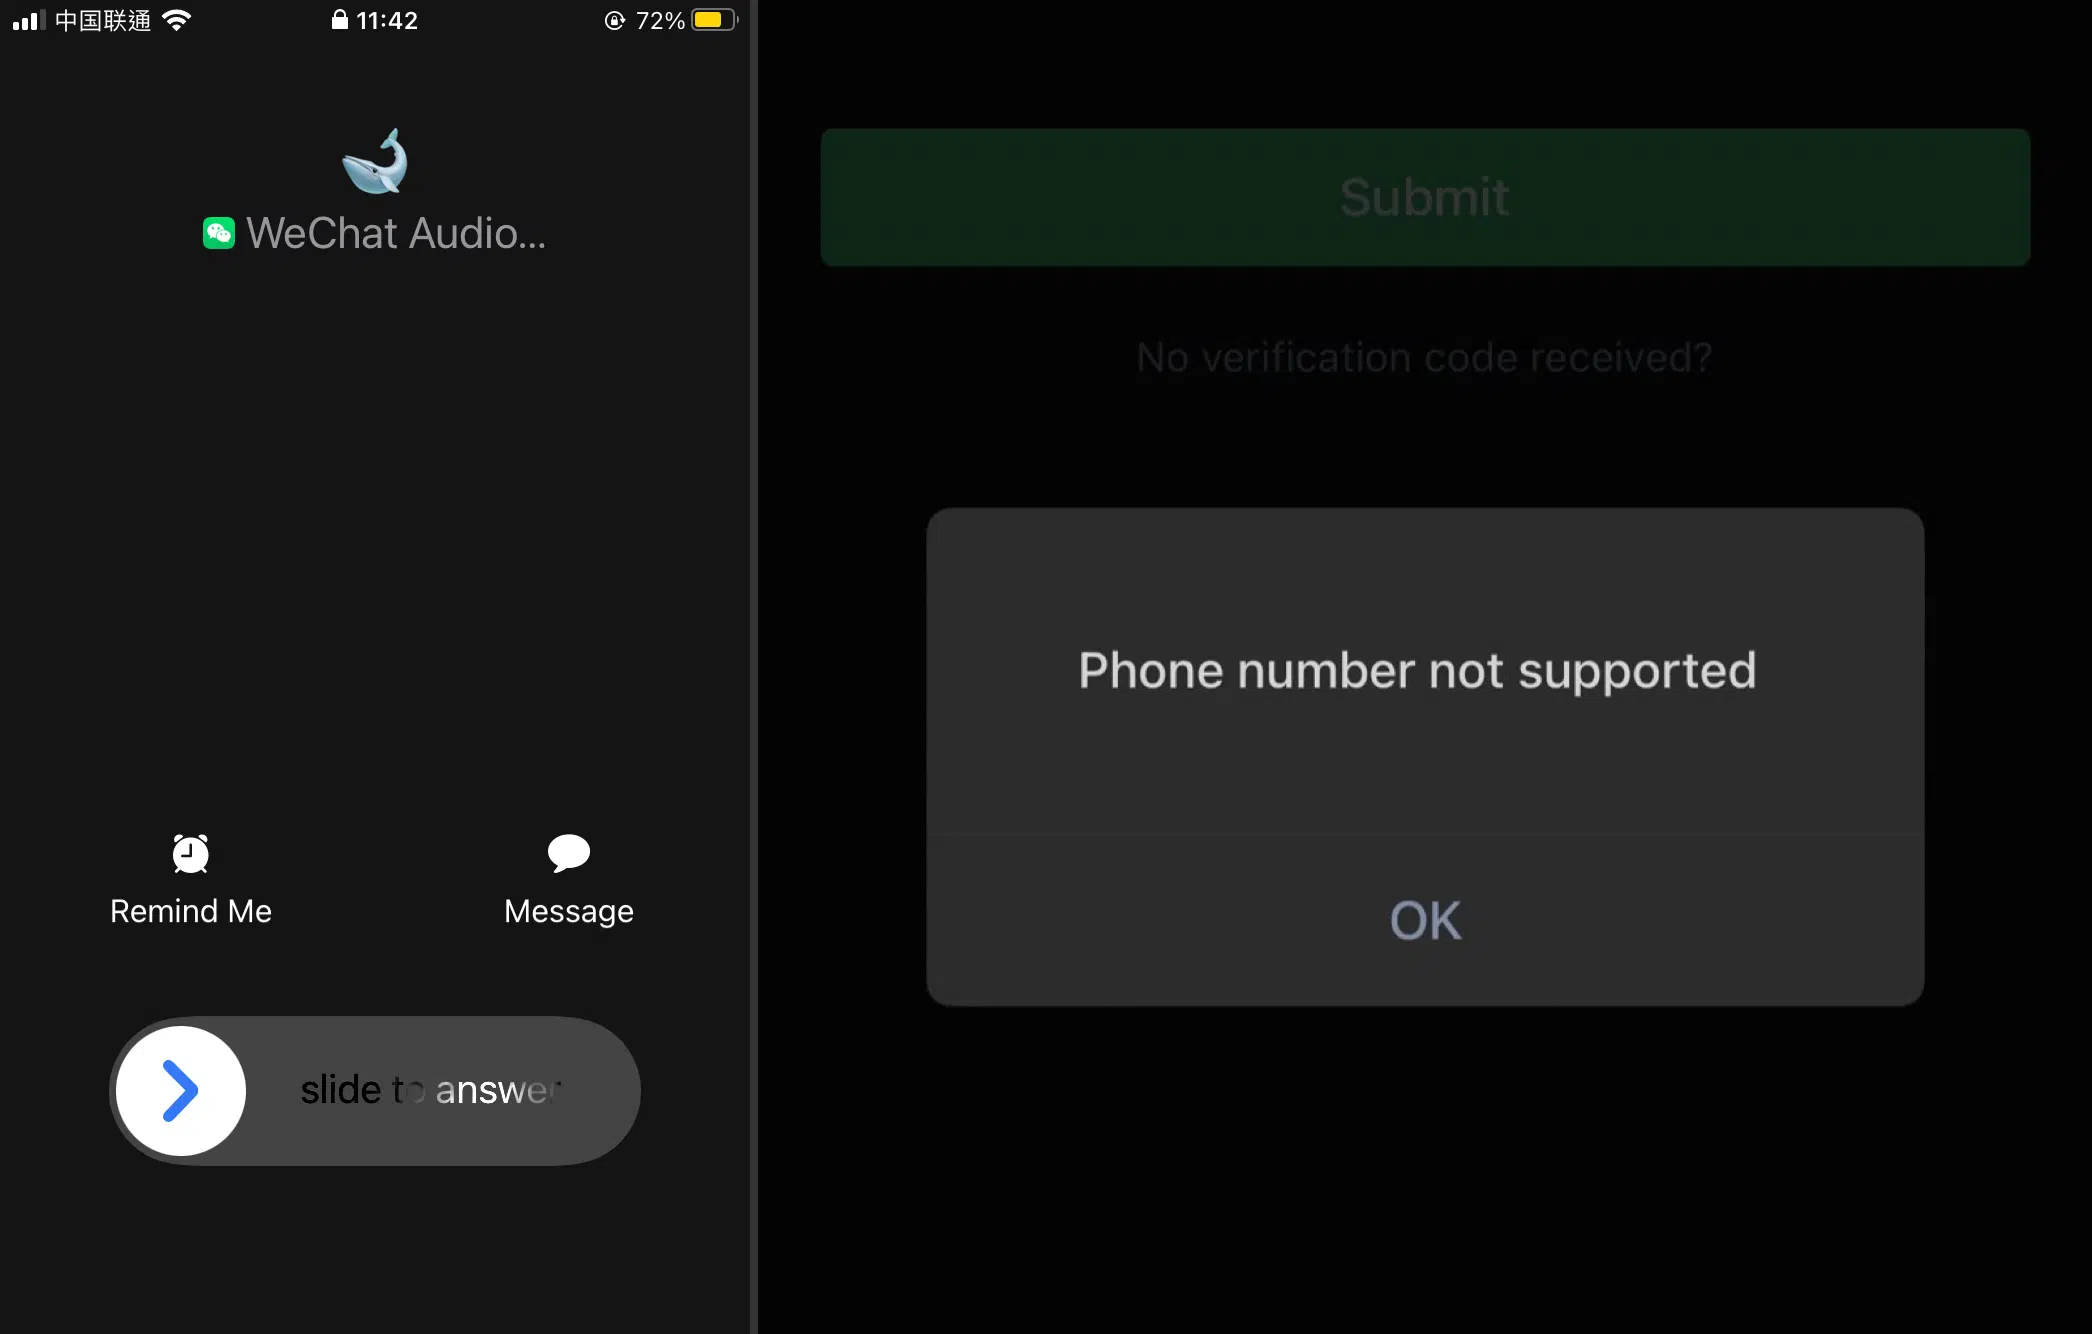 中国联通
11:42
72%
WeChat Audio...
Remind Me
Message
slide to answer
Submit
No verification code received?
Phone number not supported
OK